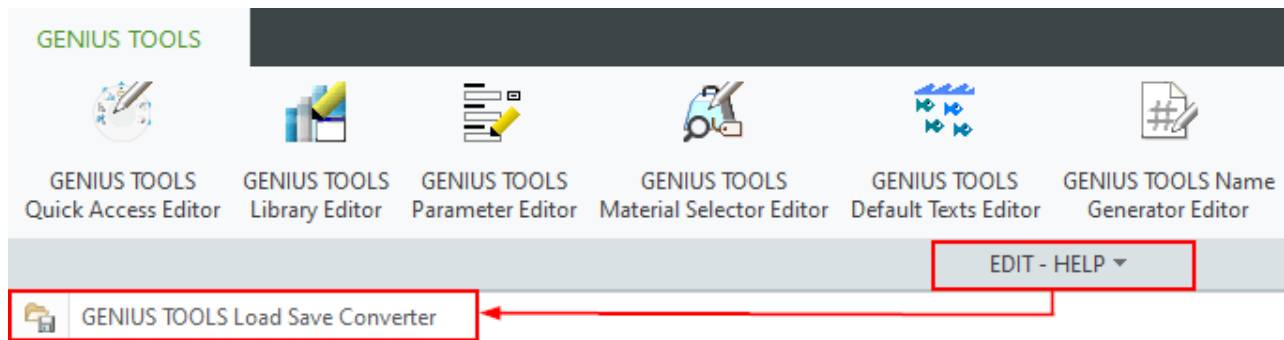 GENIUS TOOLS
GENIUS TOOLS
Quick Access Editor
GENIUS TOOLS
Library Editor
GENIUS TOOLS
Parameter Editor
GENIUS TOOLS
Material Selector Editor
GENIUS TOOLS
Default Texts Editor
GENIUS TOOLS Name
Generator Editor
EDIT - HELP
GENIUS TOOLS Load Save Converter